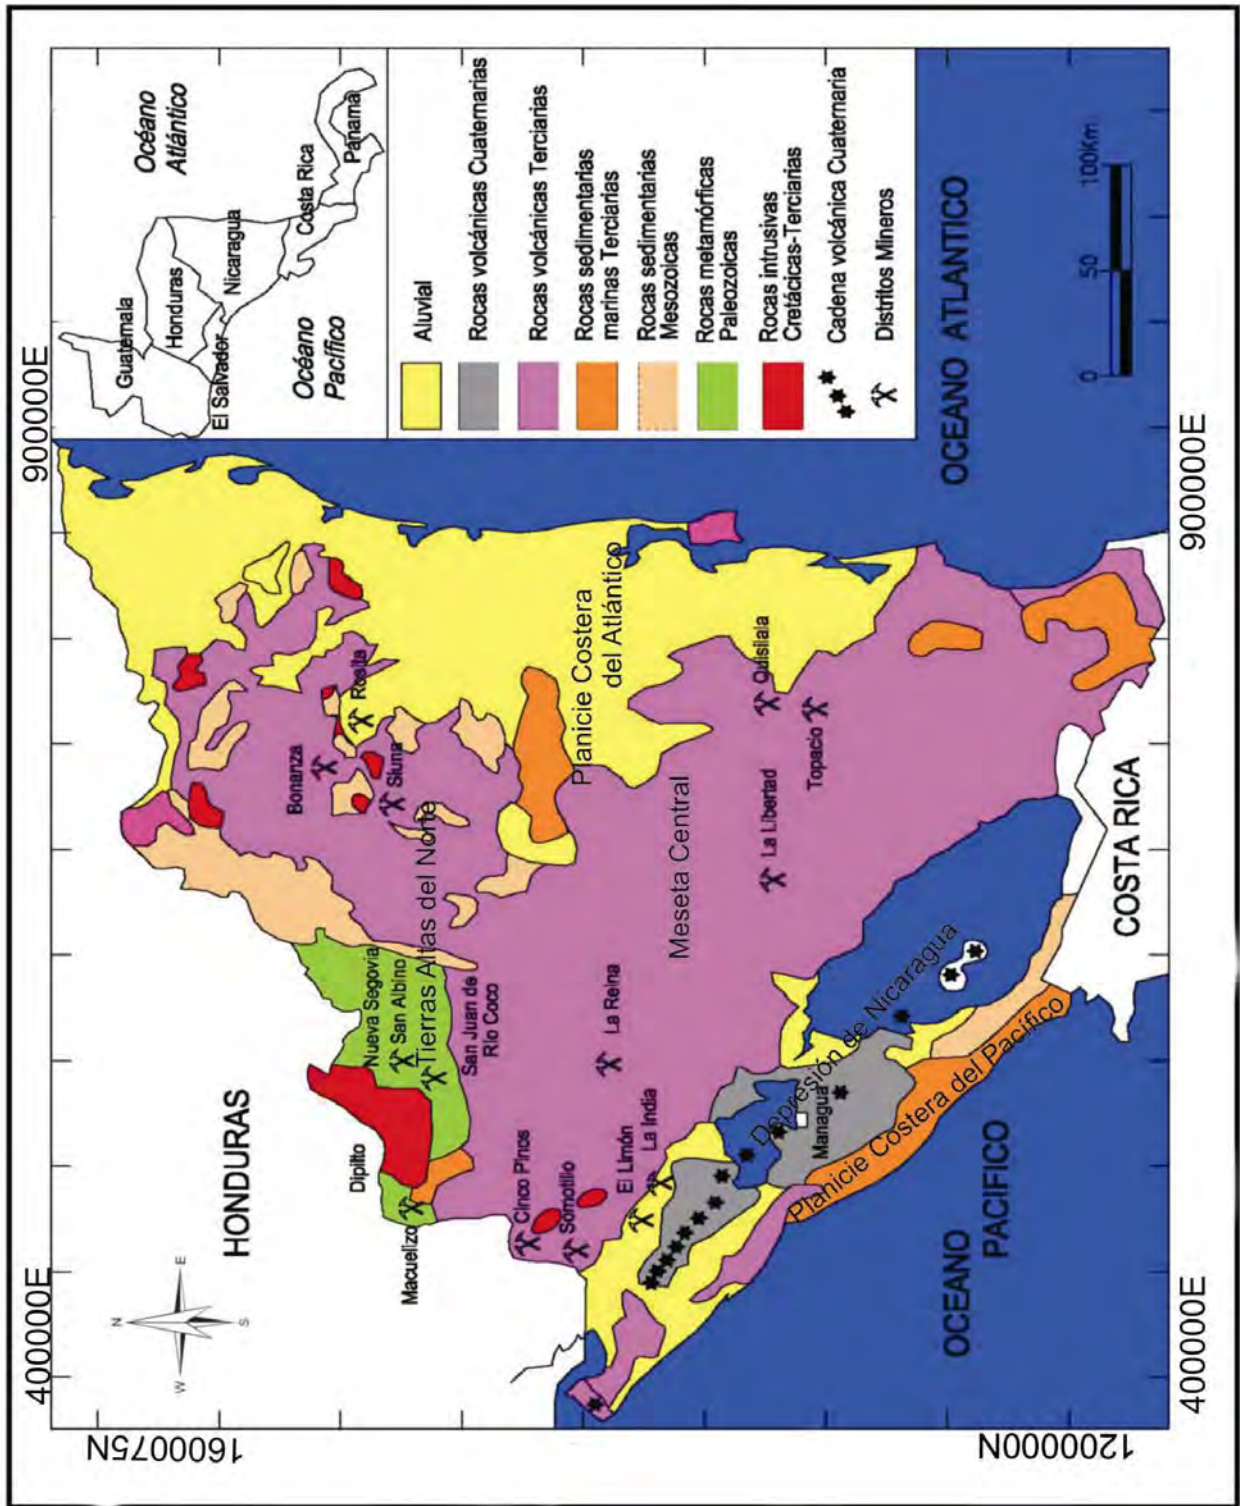 400000E
900000E
1600075N
1200000N
400000E
900000E
N
W
E
S
HONDURAS
COSTA RICA
OCEANO
PACIFICO
OCEANO ATLANTICO
Dipilto
Macuelizo
Nueva Segovia
San Albino
Tierras Altas del Norte
San Juan de
Río Coco
Cinco Pinos
Somotillo
El Limón
La India
La Reina
Bonanza
Rosita
Siuna
Planicie Costera
del Atlántico
Meseta Central
Quisilala
Topacio
La Libertad
Depresión de Nicaragua
Managua
Planicie Costera del Pacífico
Guatemala
Honduras
El Salvador
Nicaragua
Costa Rica
Panamá
Océano
Atlántico
Océano
Pacífico
Aluvial
Rocas volcánicas Cuaternarias
Rocas volcánicas Terciarias
Rocas sedimentarias
marinas Terciarias
Rocas sedimentarias
Mesozoicas
Rocas metamórficas
Paleozoicas
Rocas intrusivas
Cretácicas-Terciarias
Cadena volcánica Cuaternaria
Distritos Mineros
0
50
100Km